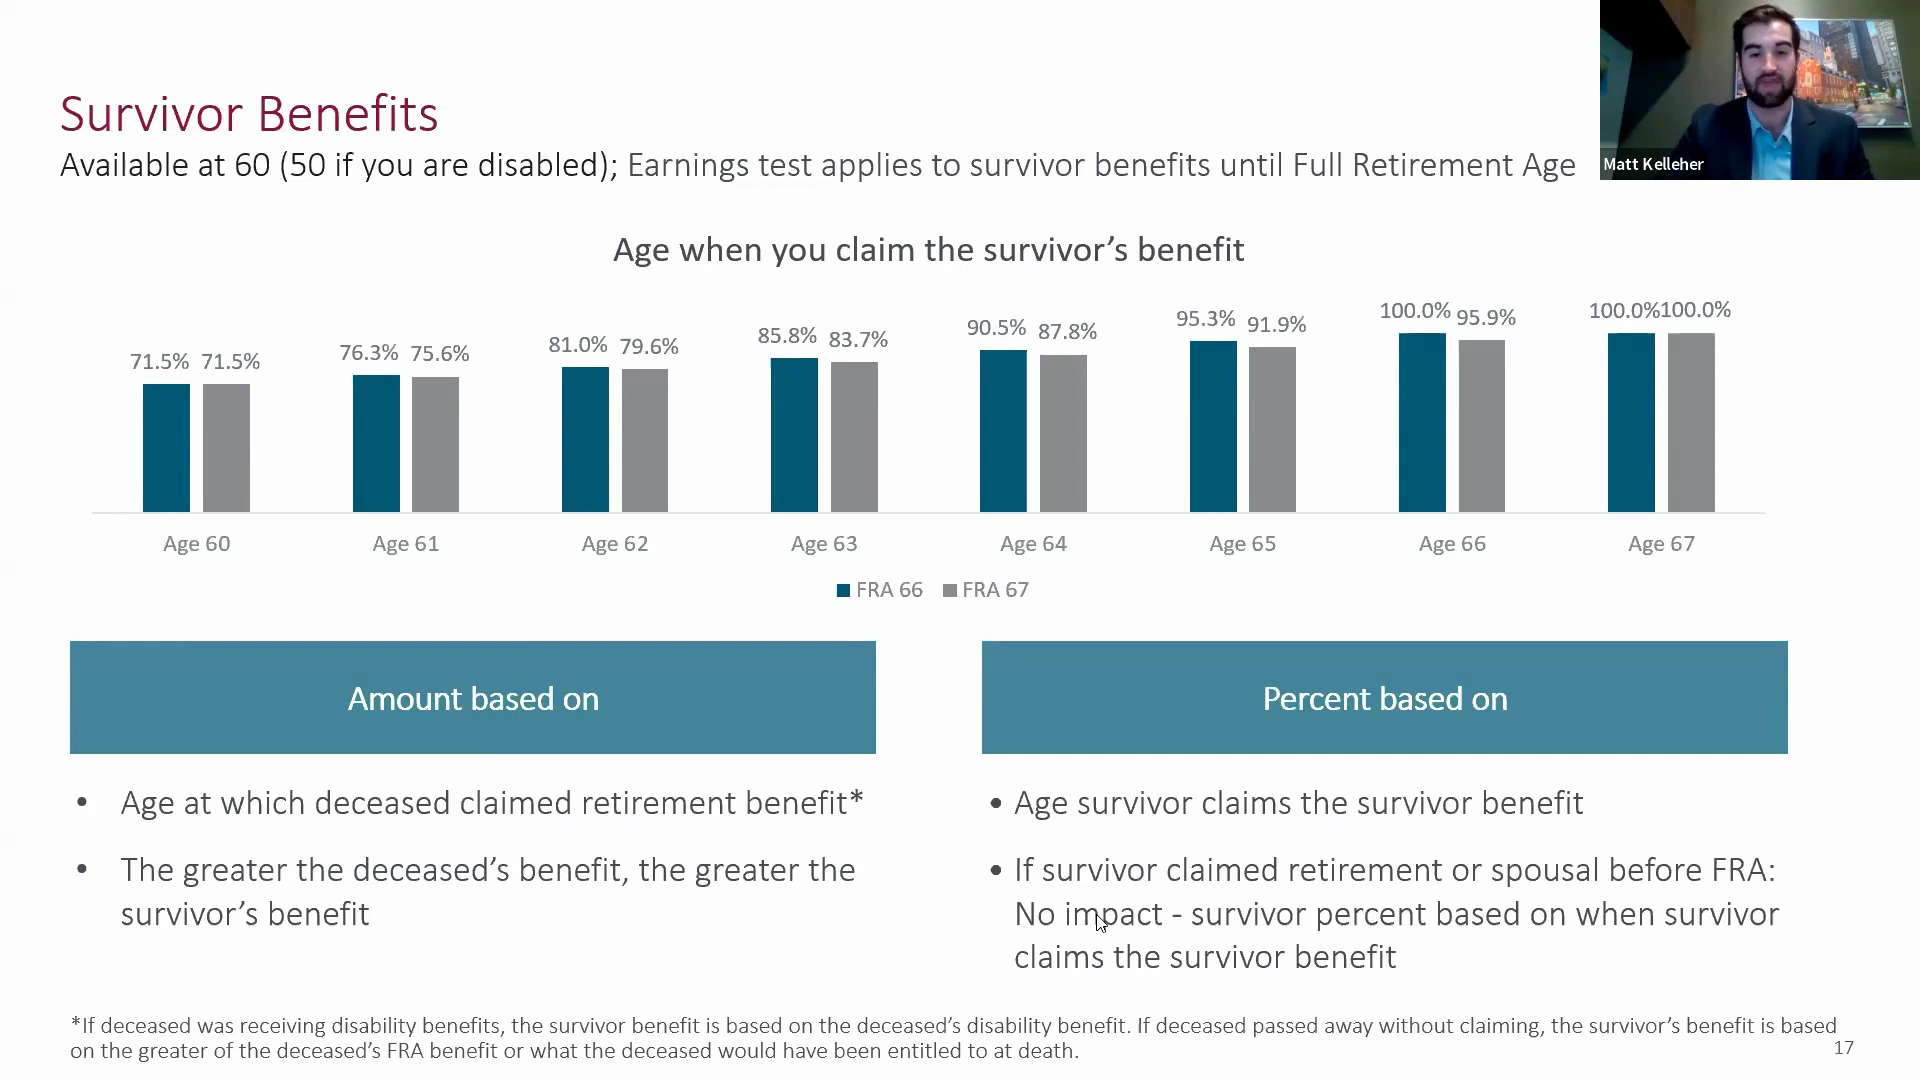 Survivor Benefits
Available at 60 (50 if you are disabled); Earnings test applies to survivor benefits until Full Retirement Age
Matt Kelleher
Age when you claim the survivor’s benefit
71.5% 71.5% 76.3% 75.6% 81.0% 79.6% 85.8% 83.7% 90.5% 87.8% 95.3% 91.9% 100.0% 95.9% 100.0% 100.0%
Age 60 Age 61 Age 62 Age 63 Age 64 Age 65 Age 66 Age 67
FRA 66 FRA 67
Amount based on
• Age at which deceased claimed retirement benefit*
• The greater the deceased’s benefit, the greater the
survivor’s benefit
Percent based on
• Age survivor claims the survivor benefit
• If survivor claimed retirement or spousal before FRA:
No impact - survivor percent based on when survivor
claims the survivor benefit
*If deceased was receiving disability benefits, the survivor benefit is based on the deceased’s disability benefit. If deceased passed away without claiming, the survivor’s benefit is based
on the greater of the deceased’s FRA benefit or what the deceased would have been entitled to at death.
17